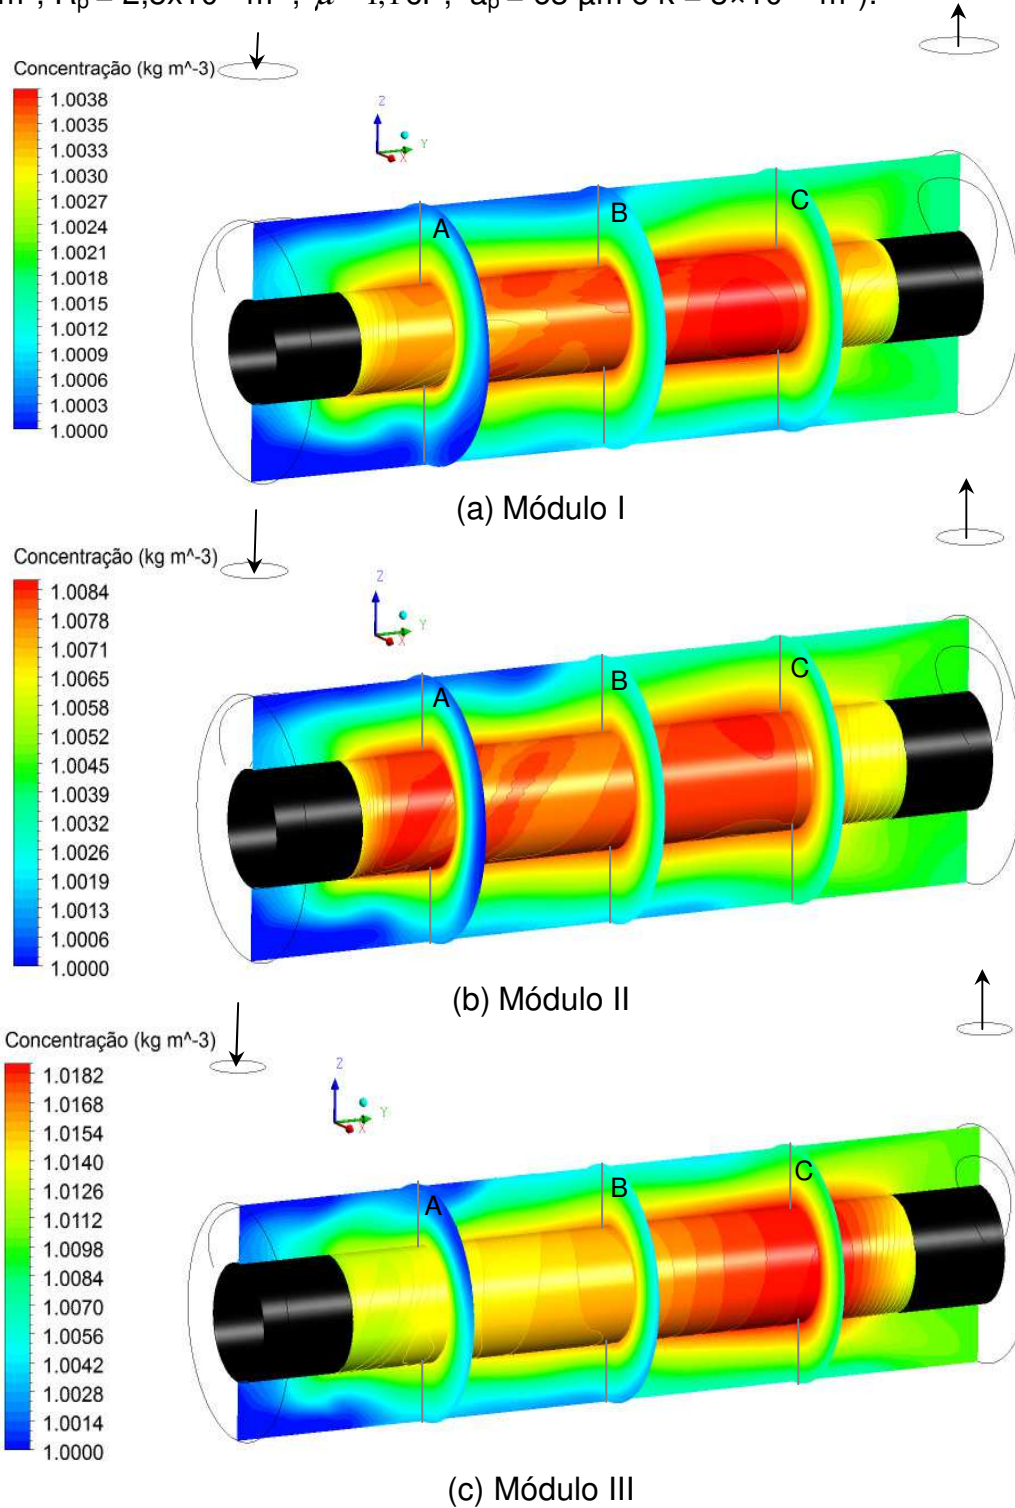 Concentração (kg m^-3)
1.0038
1.0035
1.0033
1.0030
1.0027
1.0024
1.0021
1.0018
1.0015
1.0012
1.0009
1.0006
1.0003
1.0000
Z
Y
X
A
B
C
(a) Módulo I
Concentração (kg m^-3)
1.0084
1.0078
1.0071
1.0065
1.0058
1.0052
1.0045
1.0039
1.0032
1.0026
1.0019
1.0013
1.0006
1.0000
Z
Y
X
A
B
C
(b) Módulo II
Concentração (kg m^-3)
1.0182
1.0168
1.0154
1.0140
1.0126
1.0112
1.0098
1.0084
1.0070
1.0056
1.0042
1.0028
1.0014
1.0000
Z
Y
X
A
B
C
(c) Módulo III